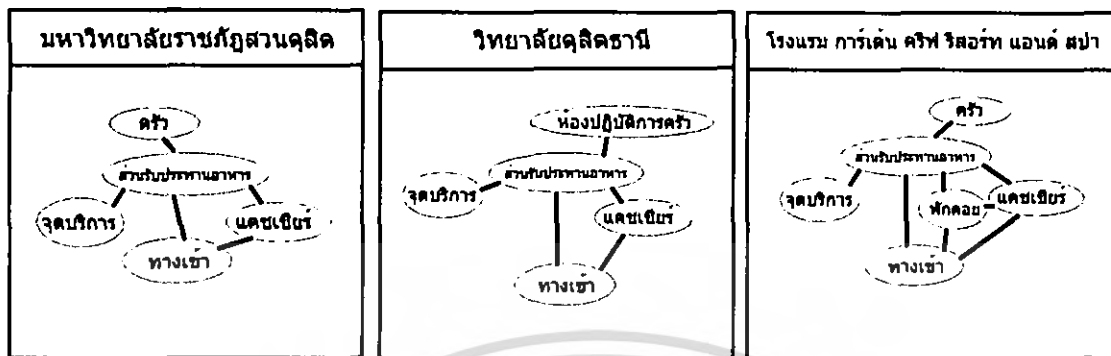 มหาวิทยาลัยราชภัฏสวนดุสิต
ครัว
ส่วนรับประทานอาหาร
จุดบริการ
แคชเชียร์
ทางเข้า
วิทยาลัยดุสิตธานี
ห้องปฏิบัติการครัว
ส่วนรับประทานอาหาร
จุดบริการ
แคชเชียร์
ทางเข้า
โรงแรม การ์เด้น คริฟ รีสอร์ท แอนด์ สปา
ครัว
ส่วนรับประทานอาหาร
จุดบริการ
พักคอย
แคชเชียร์
ทางเข้า